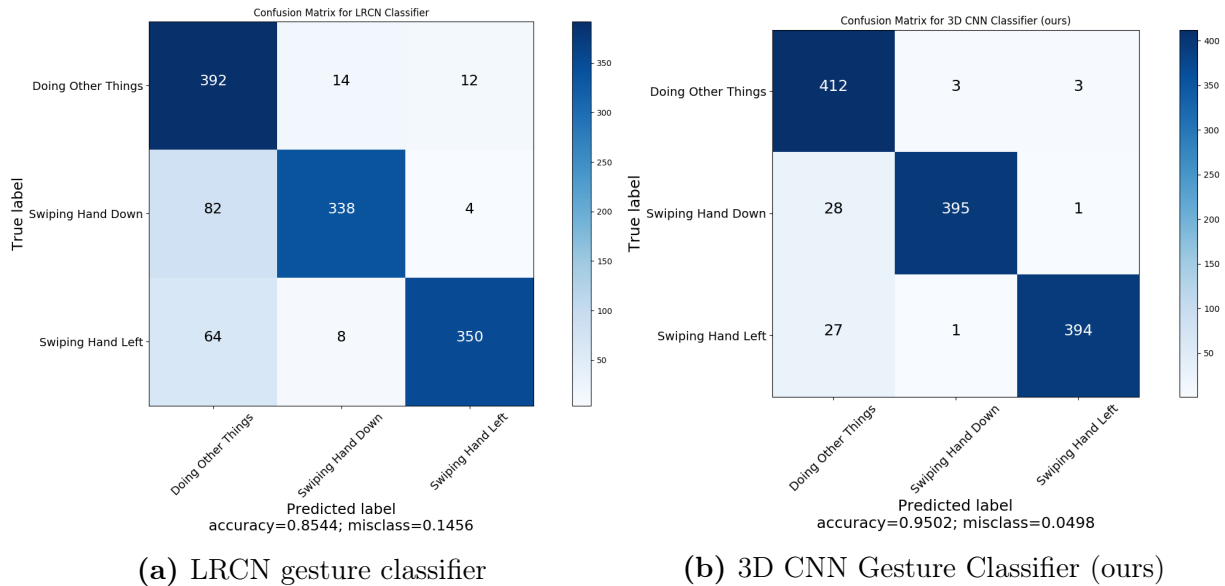 Confusion Matrix for LRCN Classifier
Doing Other Things
392 14 12
350
300
250
200
150
100
50
Swiping Hand Down
82 338 4
Swiping Hand Left
64 8 350
True label
Doing Other Things
Swiping Hand Down
Swiping Hand Left
Predicted label
accuracy=0.8544; misclass=0.1456
(a) LRCN gesture classifier
Confusion Matrix for 3D CNN Classifier (ours)
Doing Other Things
412 3 3
400
350
300
250
200
150
100
50
Swiping Hand Down
28 395 1
Swiping Hand Left
27 1 394
True label
Doing Other Things
Swiping Hand Down
Swiping Hand Left
Predicted label
accuracy=0.9502; misclass=0.0498
(b) 3D CNN Gesture Classifier (ours)